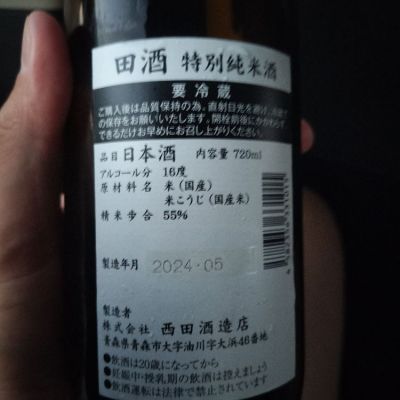 田酒 特別純米酒
要冷蔵
ご購入後は品質保持の為、直射日光を避け、冷蔵で
の保存をお願いいたします。開栓前後にかかわらず
できるだけお早めにお召し上がりください。
品目 日本酒 内容量 720ml
アルコール分 16度
原材料名 米(国産)
米こうじ(国産米)
精米歩合 55%
製造年月 2024.05
製造者
株式会社 西田酒造店
青森県青森市大字油川字大浜46番地
●飲酒は20歳になってから
●妊娠中・授乳期の飲酒は控えましょう
●飲酒運転は法律で禁止されています